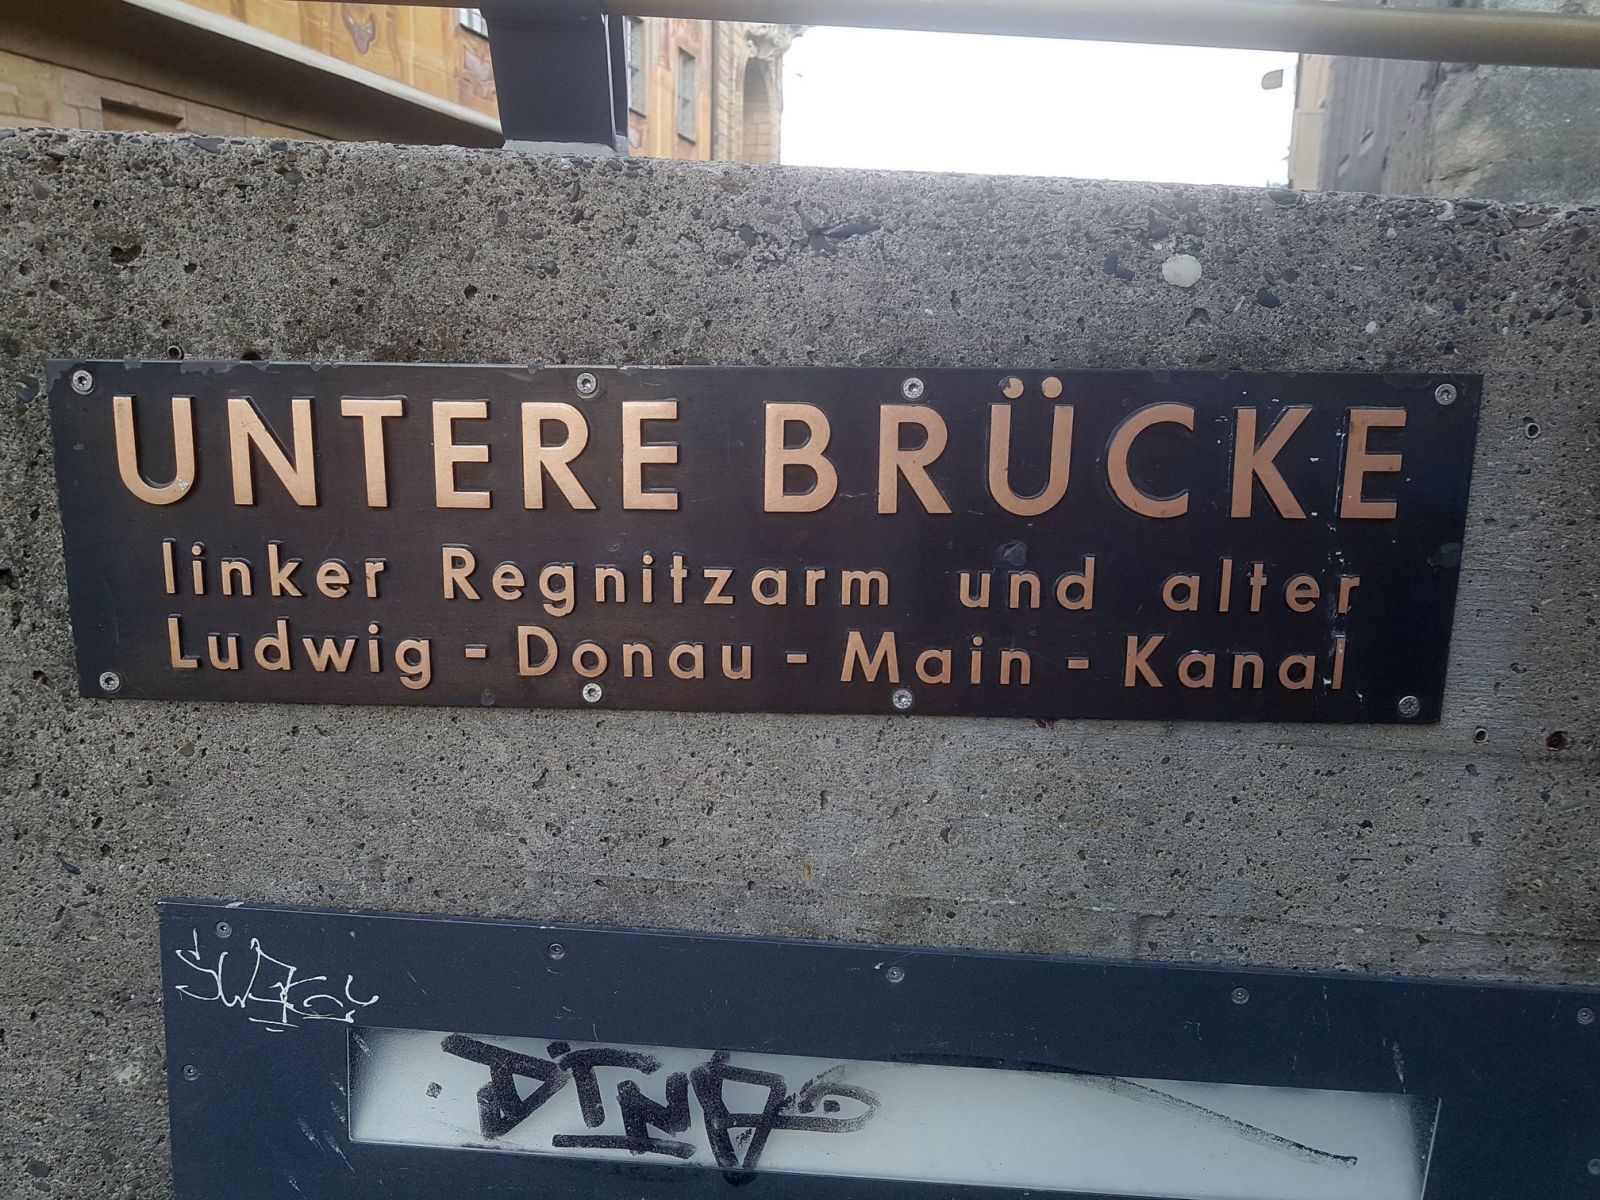 UNTERE BRÜCKE
linker Regnitzarm und alter
Ludwig - Donau - Main - Kanal
DINO